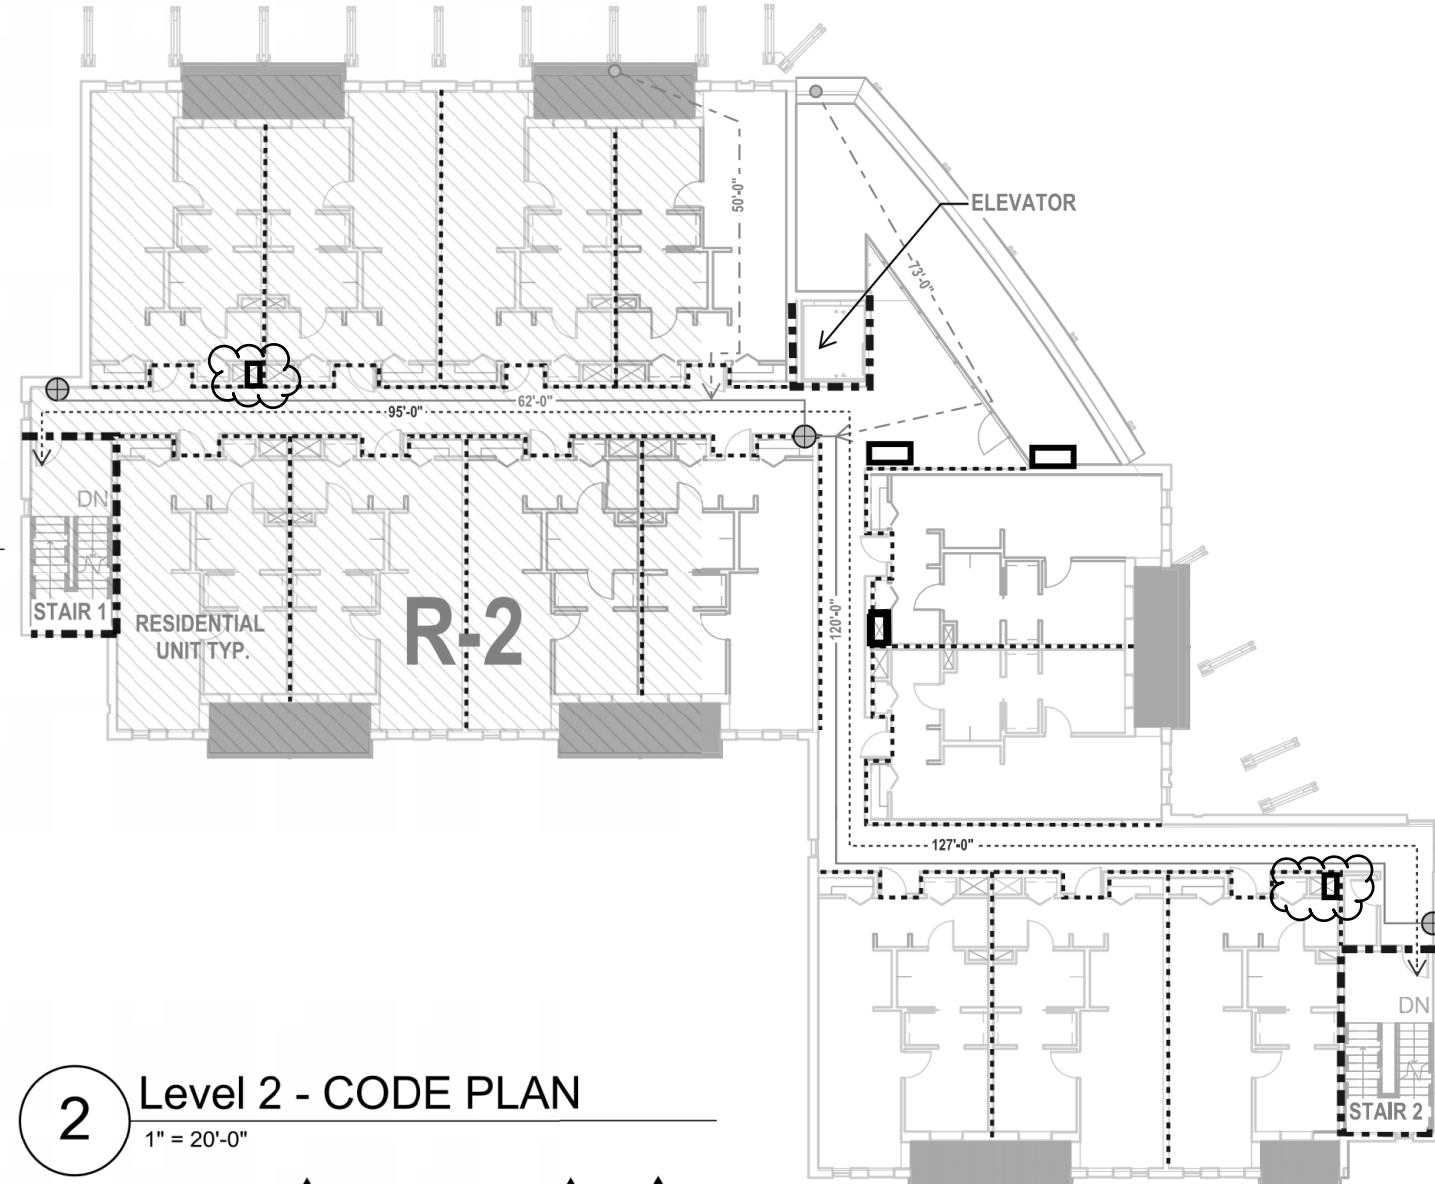 50'-0"
ELEVATOR
73'-0"
62'-0"
95'-0"
DN
STAIR 1
RESIDENTIAL
UNIT TYP.
R-2
120'-0"
127'-0"
DN
STAIR 2
2
Level 2 - CODE PLAN
1" = 20'-0"